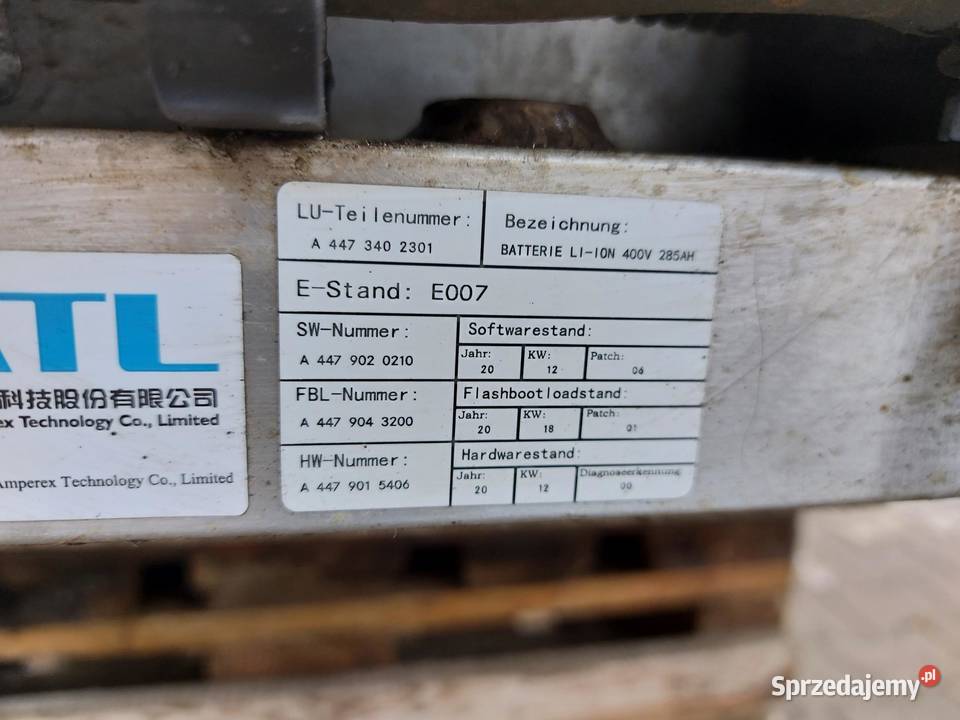 ATL
科技股份有限公司
ex Technology Co., Limited
Amperex Technology Co., Limited
LU-Teilenummer:
A 447 340 2301
Bezeichnung:
BATTERIE LI-ION 400V 285AH
E-Stand: E007
SW-Nummer:
A 447 902 0210
Softwarestand:
Jahr: KW: Patch:
20 12 06
FBL-Nummer:
A 447 904 3200
Flashbootloadstand:
Jahr: KW: Patch:
20 18 01
HW-Nummer:
A 447 901 5406
Hardwarestand:
Jahr: KW: Diagnoseerkennung
20 12 00
Sprzedajemy.pl